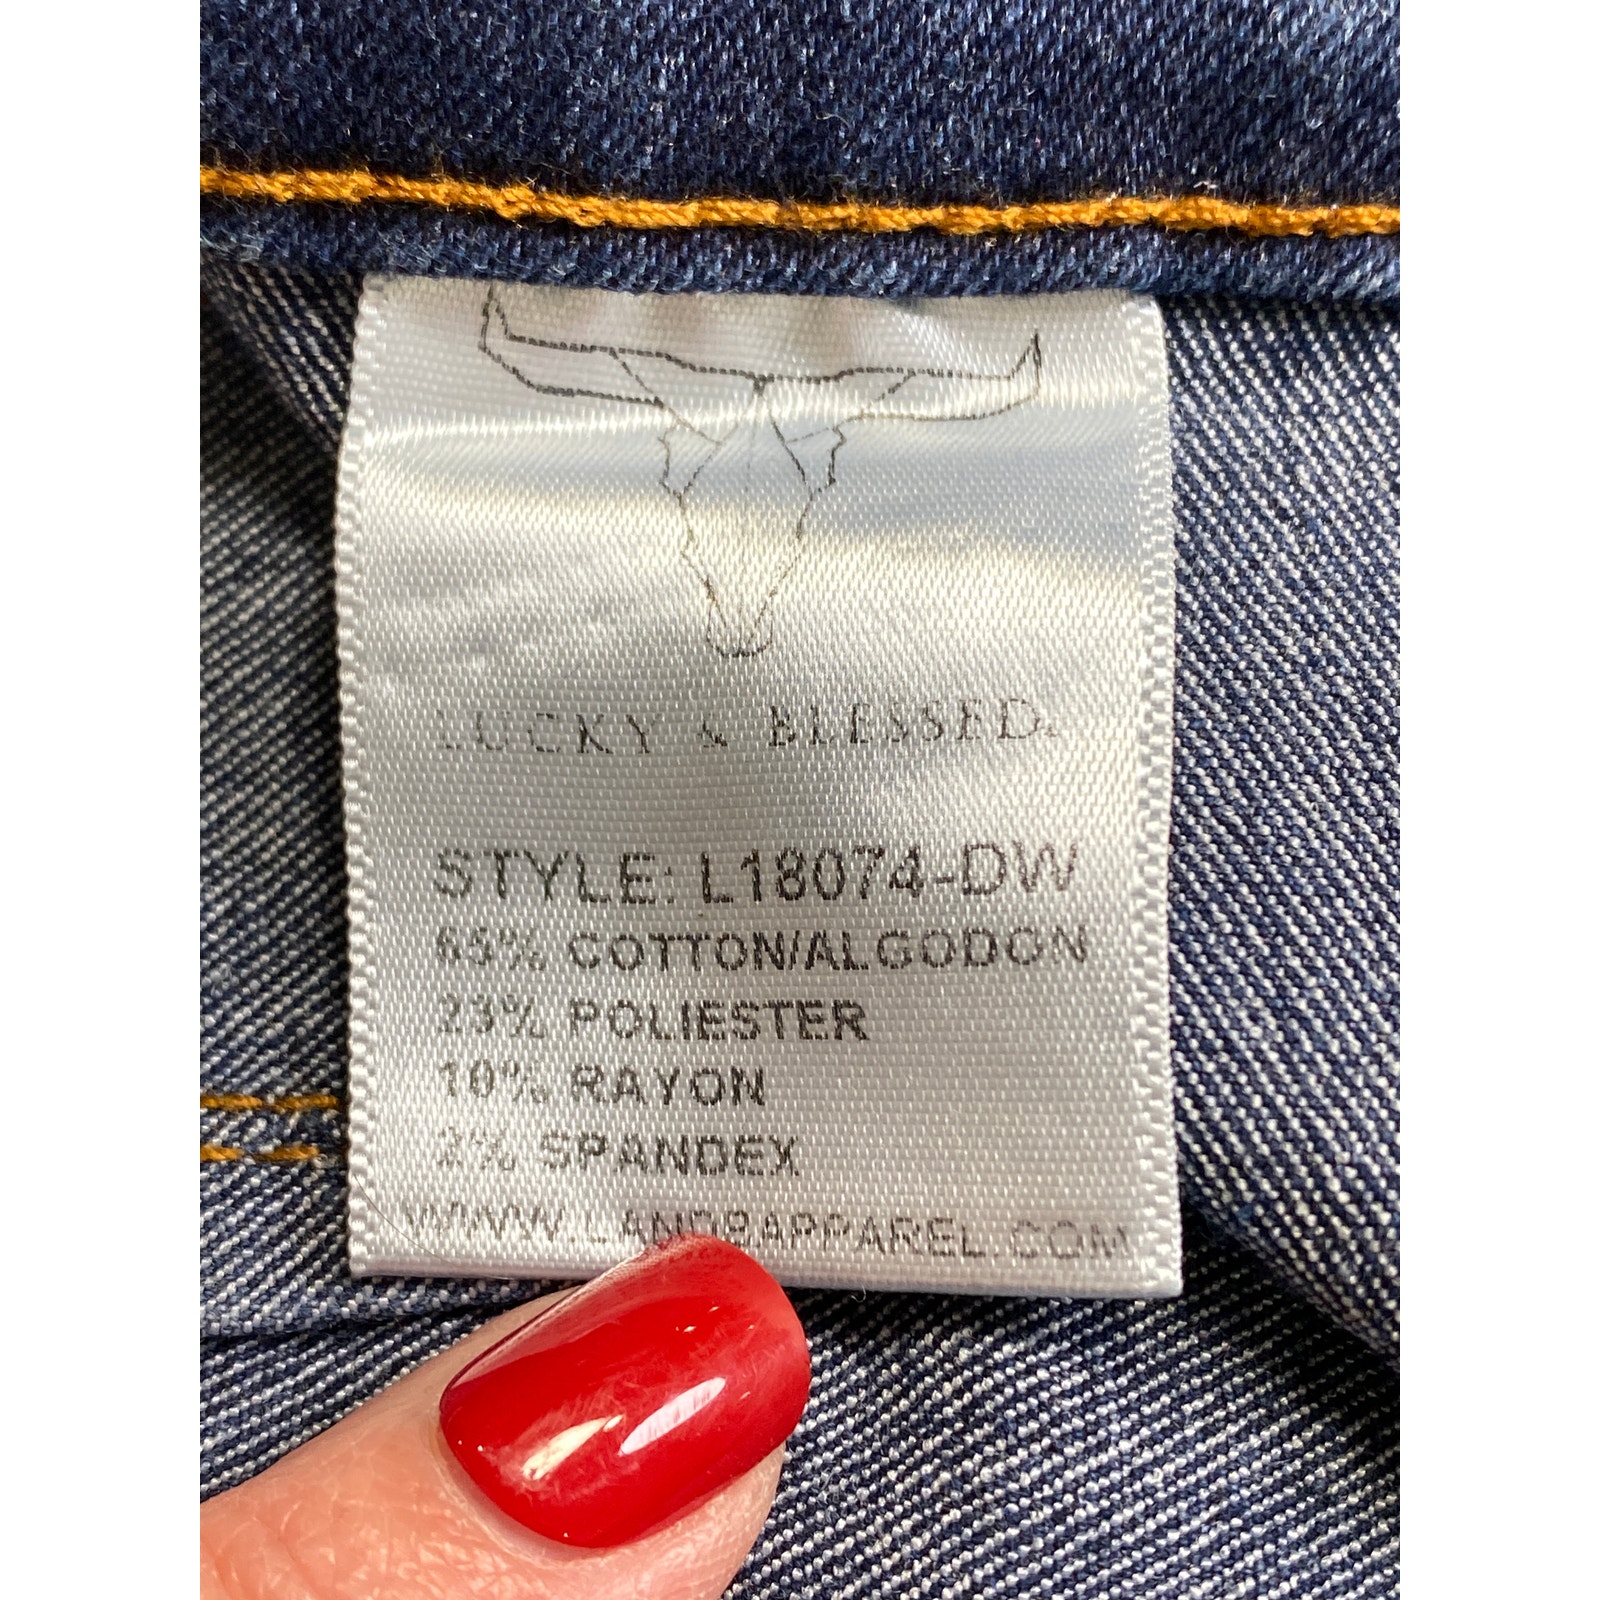 LUCKY & BLESSED.
STYLE: L18074-DW
65% COTTON/ALGODON
23% POLIESTER
10% RAYON
2% SPANDEX
WWW.LANDBAPPAREL.COM